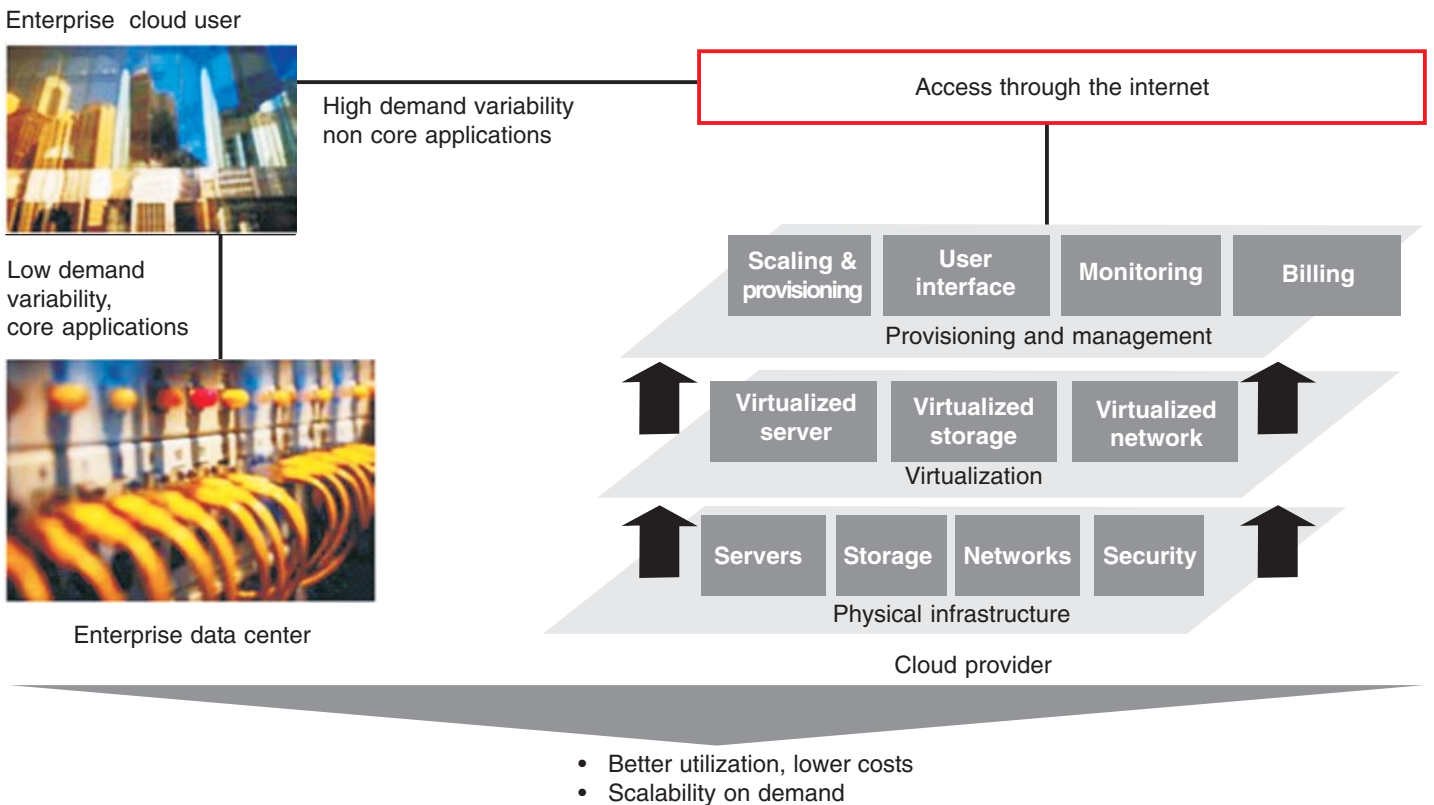 Enterprise cloud user
High demand variability
non core applications
Access through the internet
Low demand
variability,
core applications
Enterprise data center
Scaling &
provisioning
User
interface
Monitoring
Billing
Provisioning and management
Virtualized
server
Virtualized
storage
Virtualized
network
Virtualization
Servers
Storage
Networks
Security
Physical infrastructure
Cloud provider
• Better utilization, lower costs
• Scalability on demand